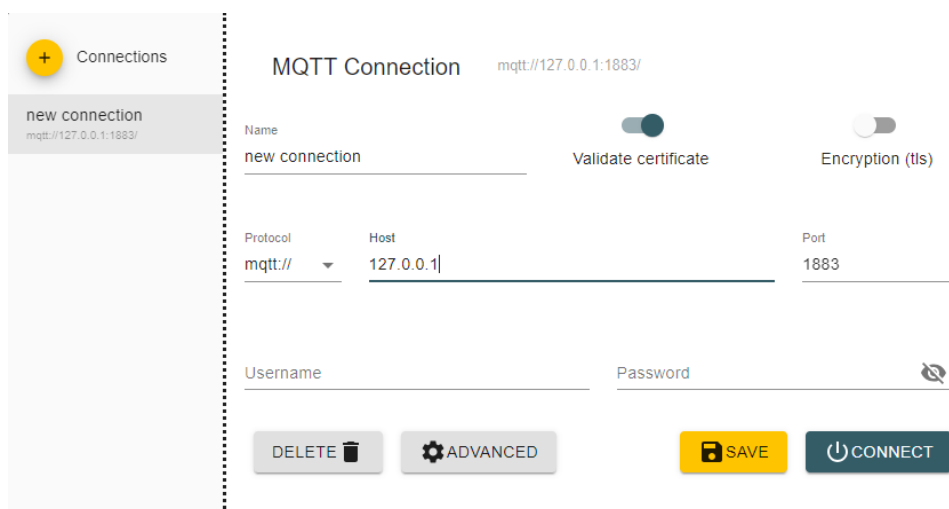 + Connections
new connection
mqtt://127.0.0.1:1883/
MQTT Connection mqtt://127.0.0.1:1883/
Name
new connection
Validate certificate
Encryption (tls)
Protocol Host Port
mqtt:// 127.0.0.1 1883
Username Password
DELETE ADVANCED SAVE CONNECT